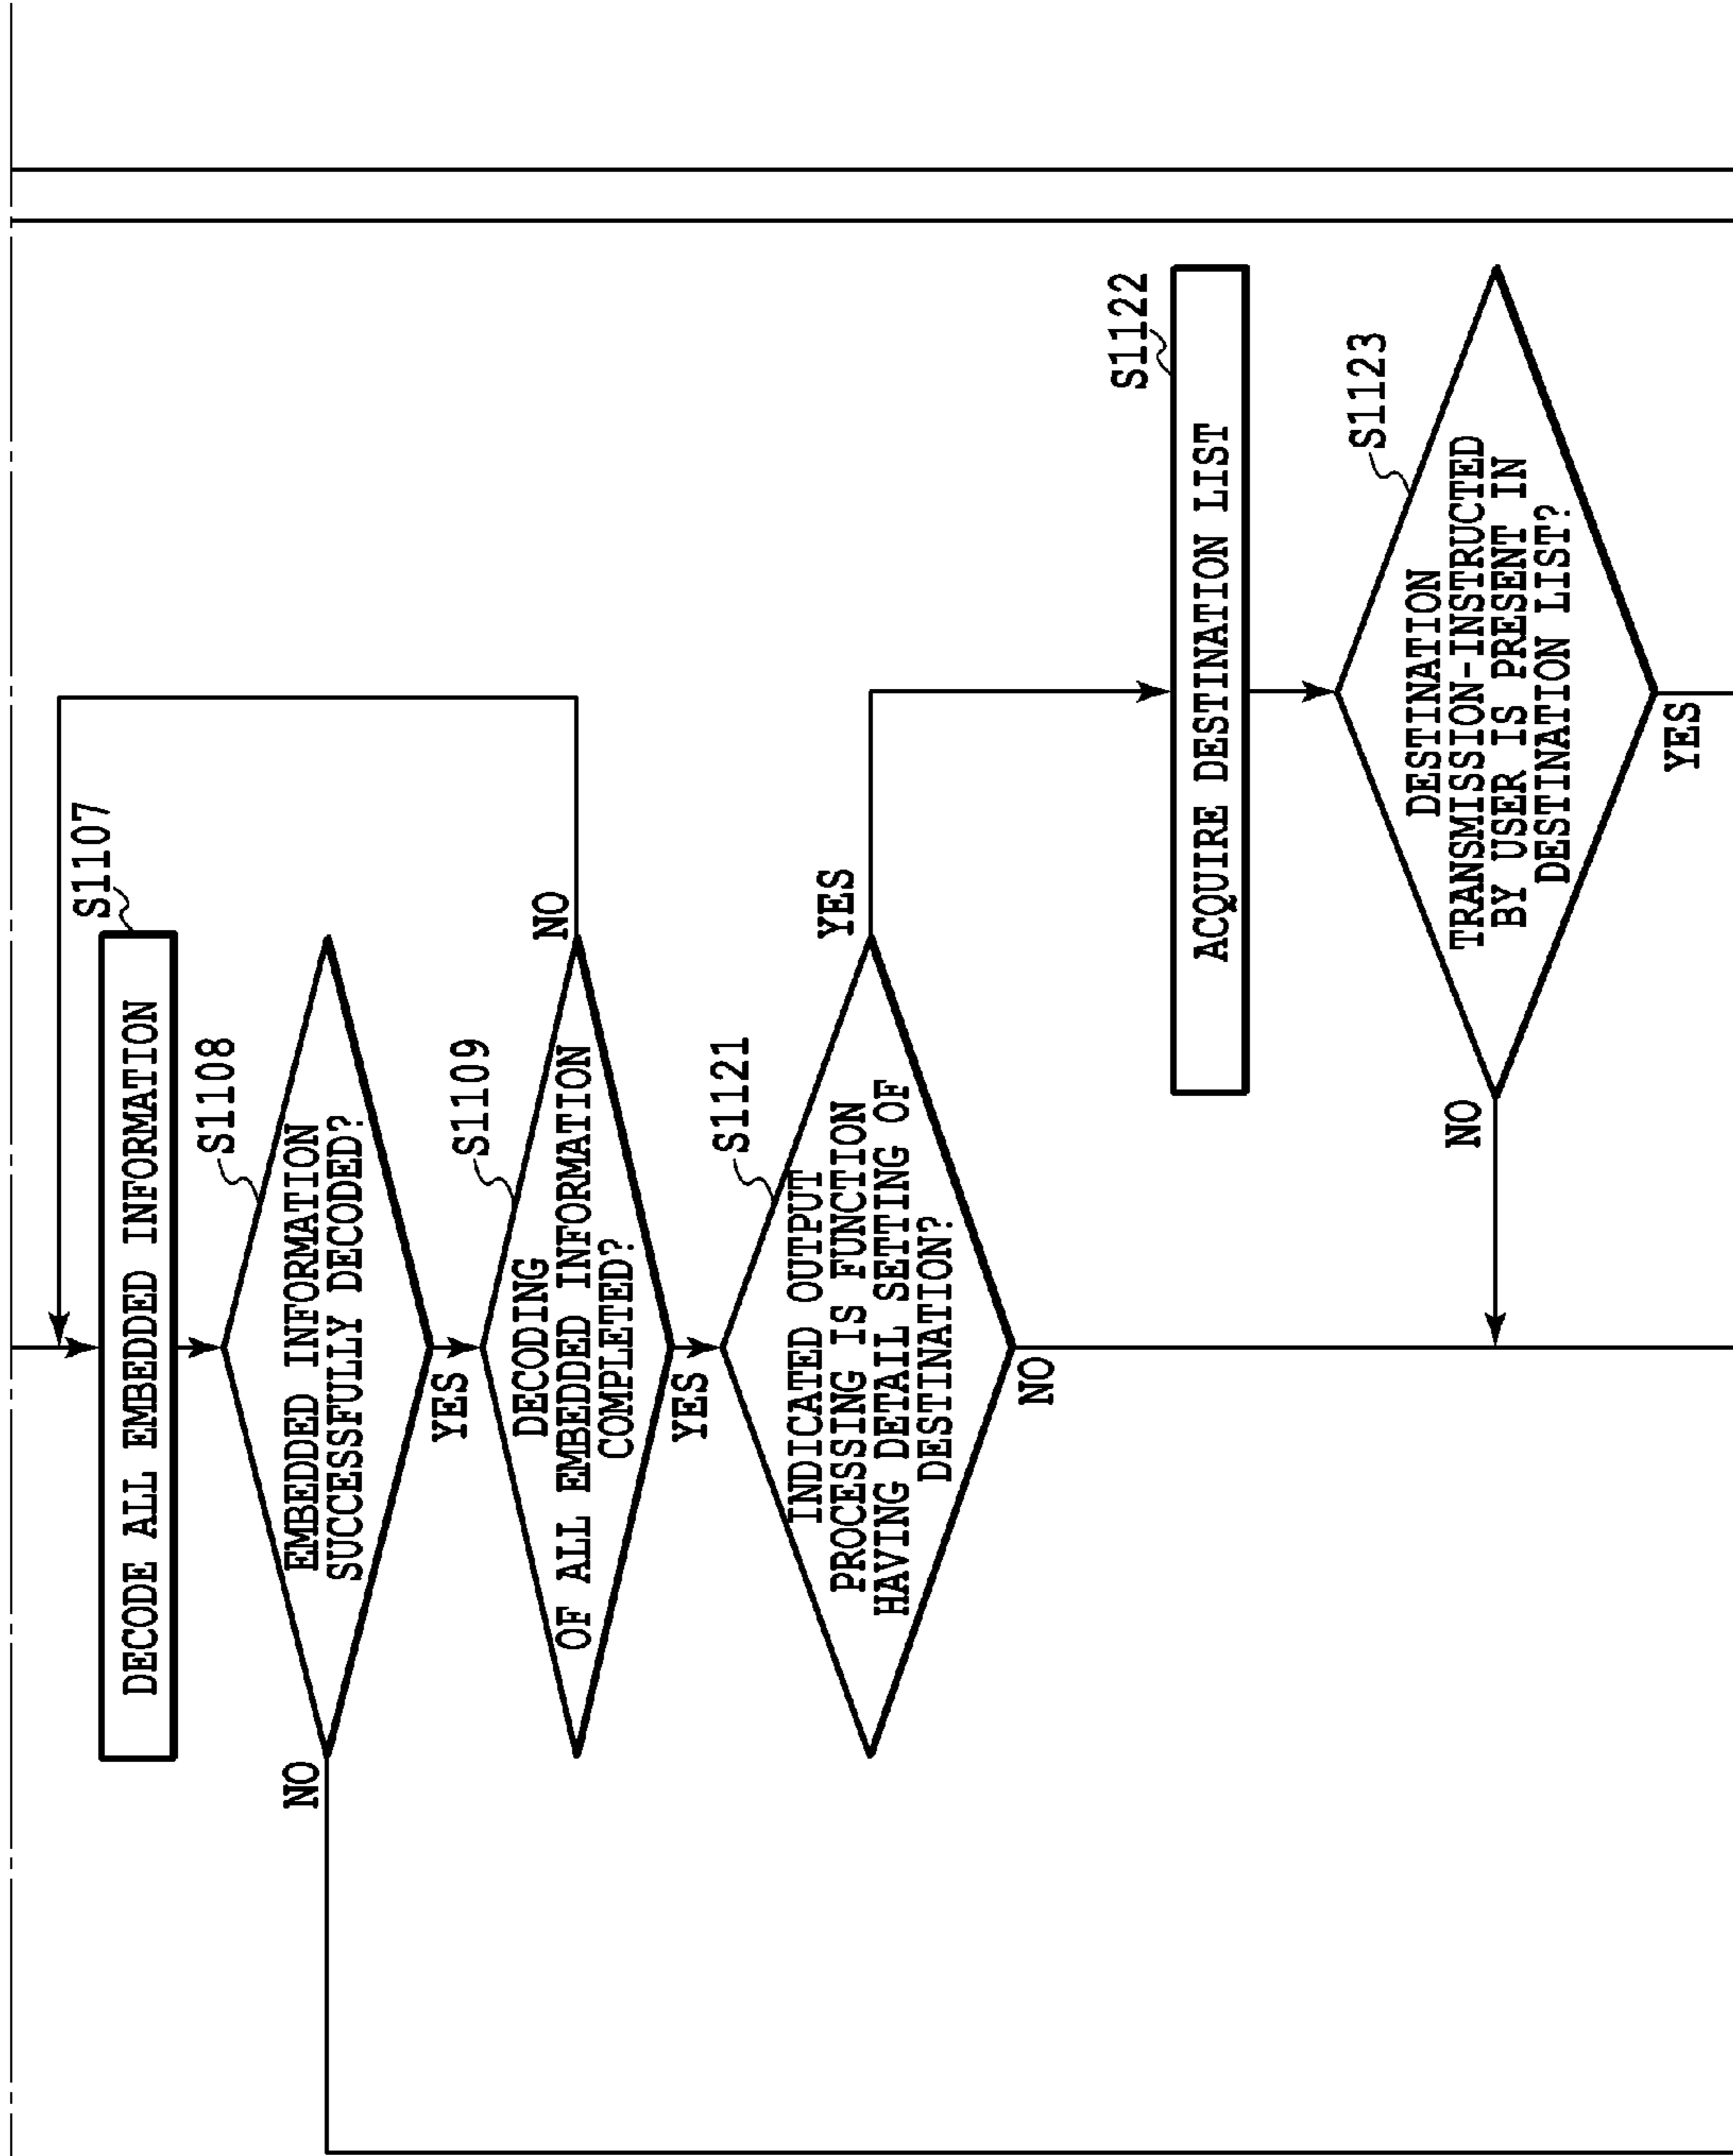 S1107
DECODE ALL EMBEDDED INFORMATION
S1108
EMBEDDED INFORMATION
SUCCESSFULLY DECODED?
NO
YES
S1109
DECODING
OF ALL EMBEDDED INFORMATION
COMPLETED?
NO
YES
S1121
INDICATED OUTPUT
PROCESSING IS FUNCTION
HAVING DETAIL SETTING OF
DESTINATION?
YES
NO
S1122
ACQUIRE DESTINATION LIST
S1123
DESTINATION
TRANSMISSION-INSTRUCTED
BY USER IS PRESENT IN
DESTINATION LIST?
NO
YES